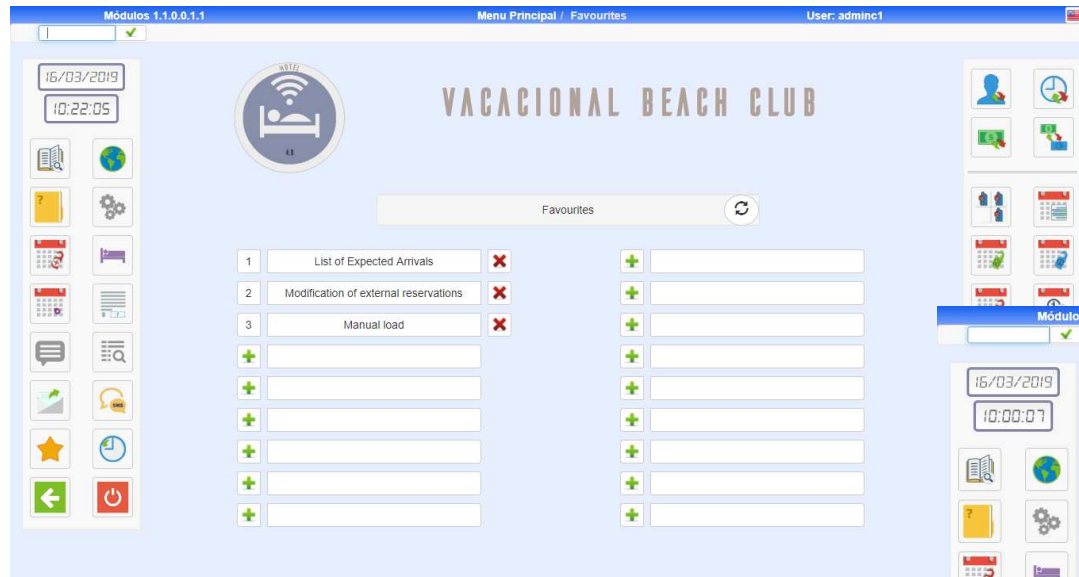 Módulos 1.1.0.0.1.1 Menu Principal / Favourites User: adminc1
16/03/2019
10:22:05
HOTEL
VACACIONAL BEACH CLUB
Favourites
1 List of Expected Arrivals
2 Modification of external reservations
3 Manual load
SMS
Módulo
16/03/2019
10:00:07